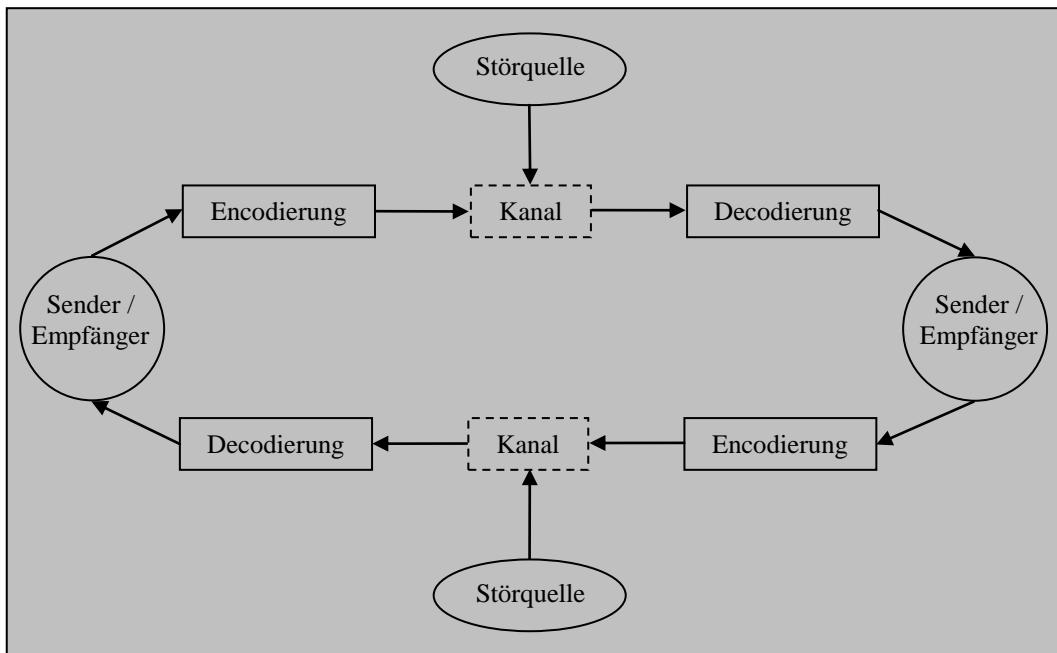 Störquelle
Encodierung
Kanal
Decodierung
Sender /
Empfänger
Sender /
Empfänger
Decodierung
Kanal
Encodierung
Störquelle